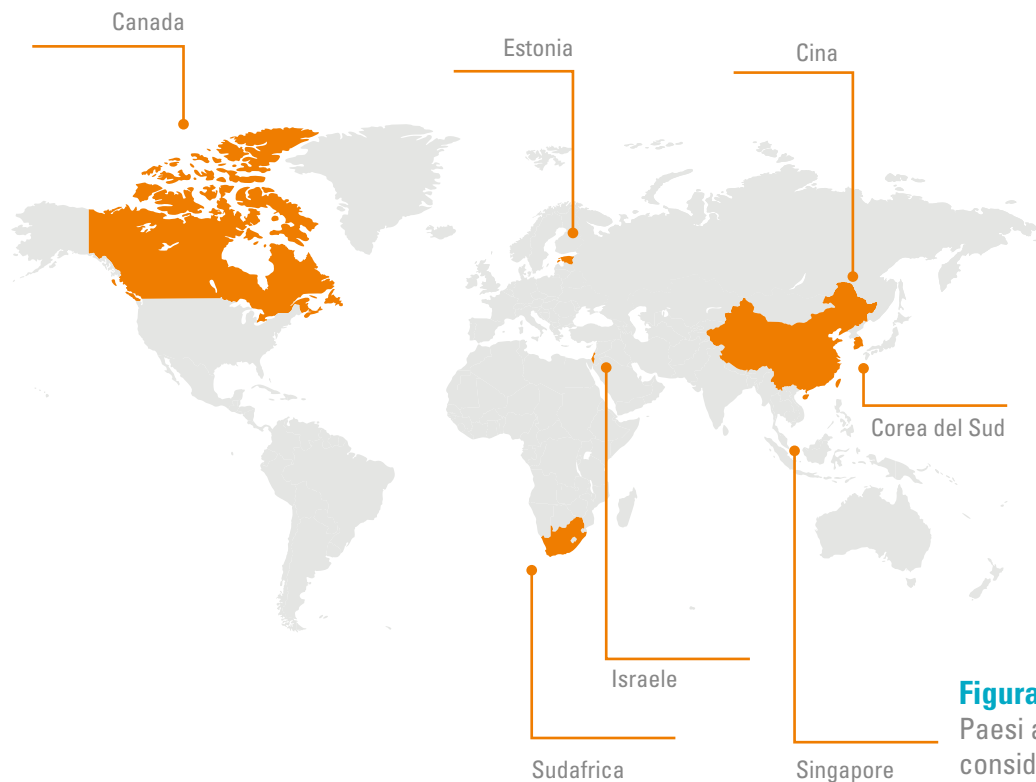 Canada
Estonia
Cina
Corea del Sud
Israele
Sudafrica
Singapore
Figura
Paesi a
consid